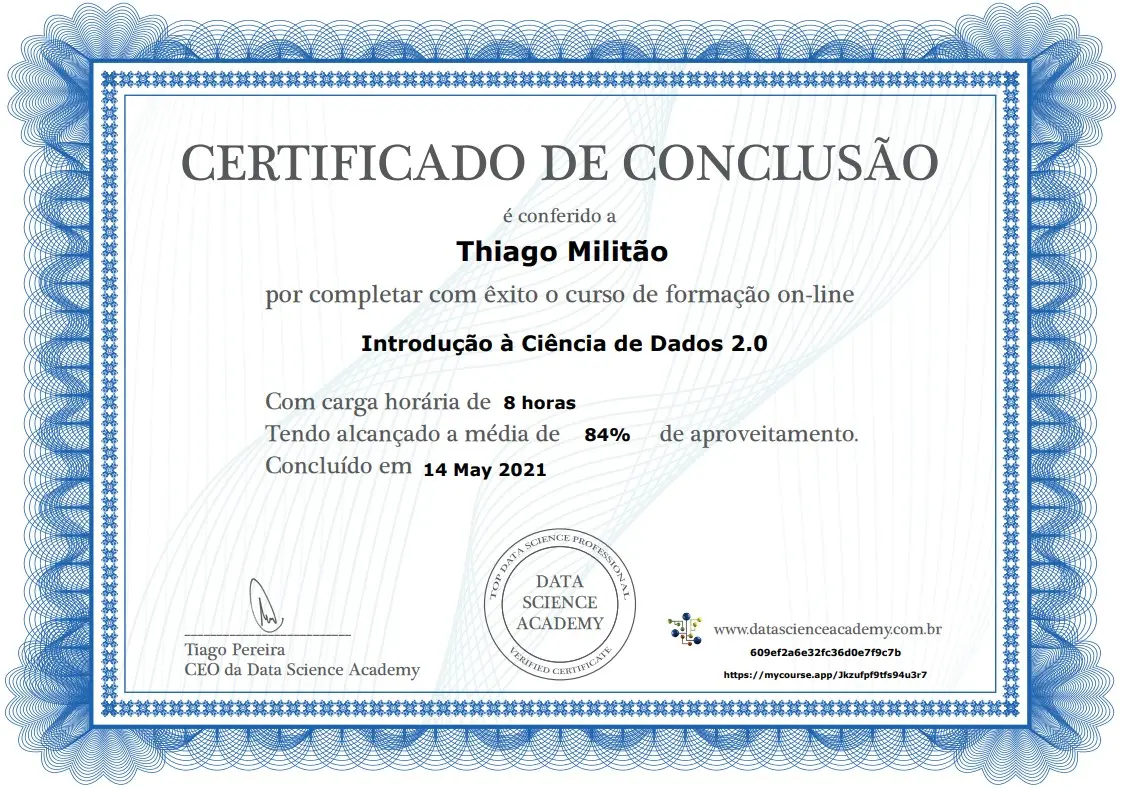 CERTIFICADO DE CONCLUSÃO
é conferido a
Thiago Militão
por completar com êxito o curso de formação on-line
Introdução à Ciência de Dados 2.0
Com carga horária de 8 horas
Tendo alcançado a média de 84% de aproveitamento.
Concluído em 14 May 2021
TOP DATA SCIENCE PROFESSIONAL
DATA
SCIENCE
ACADEMY
VERIFIED CERTIFICATE
Tiago Pereira
CEO da Data Science Academy
www.datascienceacademy.com.br
609ef2a6e32fc36d0e7f9c7b
https://mycourse.app/Jkzufpf9tfs94u3r7